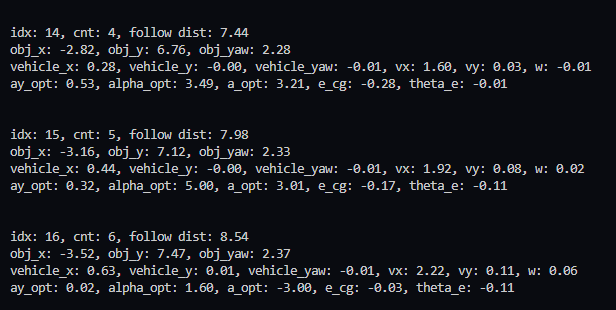 idx: 14, cnt: 4, follow dist: 7.44
obj_x: -2.82, obj_y: 6.76, obj_yaw: 2.28
vehicle_x: 0.28, vehicle_y: -0.00, vehicle_yaw: -0.01, vx: 1.60, vy: 0.03, w: -0.01
ay_opt: 0.53, alpha_opt: 3.49, a_opt: 3.21, e_cg: -0.28, theta_e: -0.01
idx: 15, cnt: 5, follow dist: 7.98
obj_x: -3.16, obj_y: 7.12, obj_yaw: 2.33
vehicle_x: 0.44, vehicle_y: -0.00, vehicle_yaw: -0.01, vx: 1.92, vy: 0.08, w: 0.02
ay_opt: 0.32, alpha_opt: 5.00, a_opt: 3.01, e_cg: -0.17, theta_e: -0.11
idx: 16, cnt: 6, follow dist: 8.54
obj_x: -3.52, obj_y: 7.47, obj_yaw: 2.37
vehicle_x: 0.63, vehicle_y: 0.01, vehicle_yaw: -0.01, vx: 2.22, vy: 0.11, w: 0.06
ay_opt: 0.02, alpha_opt: 1.60, a_opt: -3.00, e_cg: -0.03, theta_e: -0.11